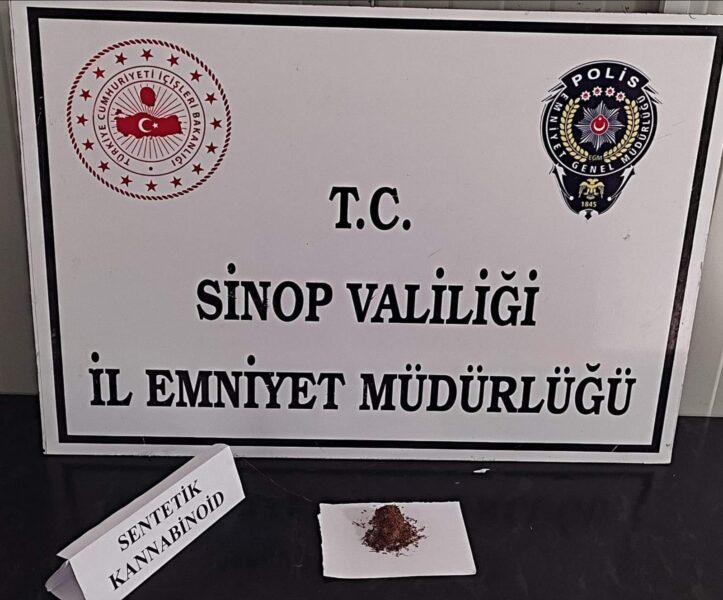 TÜRKİYE CUMHURİYETİ İÇİŞLERİ BAKANLIĞI
POLİS
EMNİYET GENEL MÜDÜRLÜĞÜ
EGM
1845
T.C.
SİNOP VALİLİĞİ
İL EMNİYET MÜDÜRLÜĞÜ
SENTETİK
KANNABİNOİD